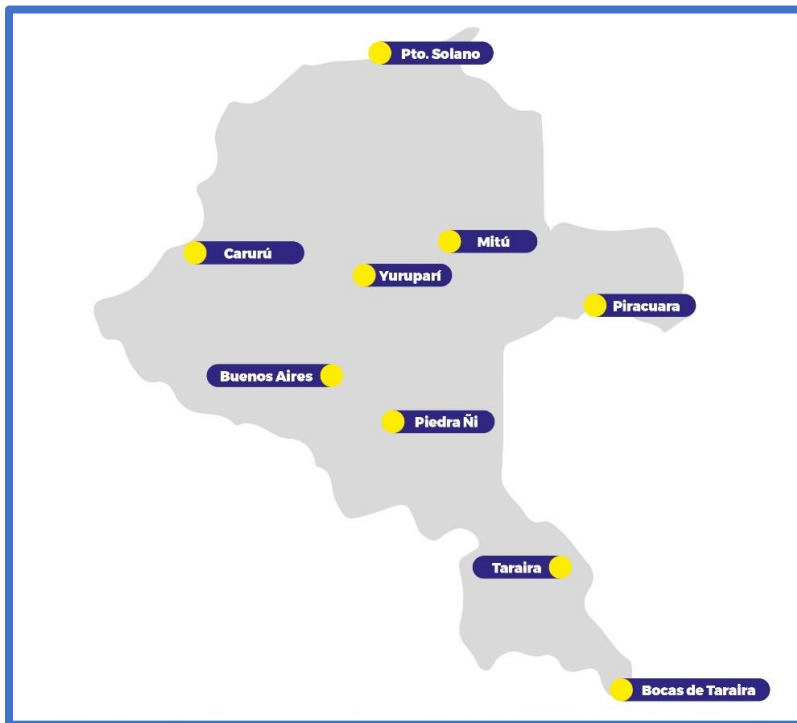 Pto. Solano
Mitú
Carurú
Yuruparí
Piracuara
Buenos Aires
Piedra Ñi
Taraira
Bocas de Taraira